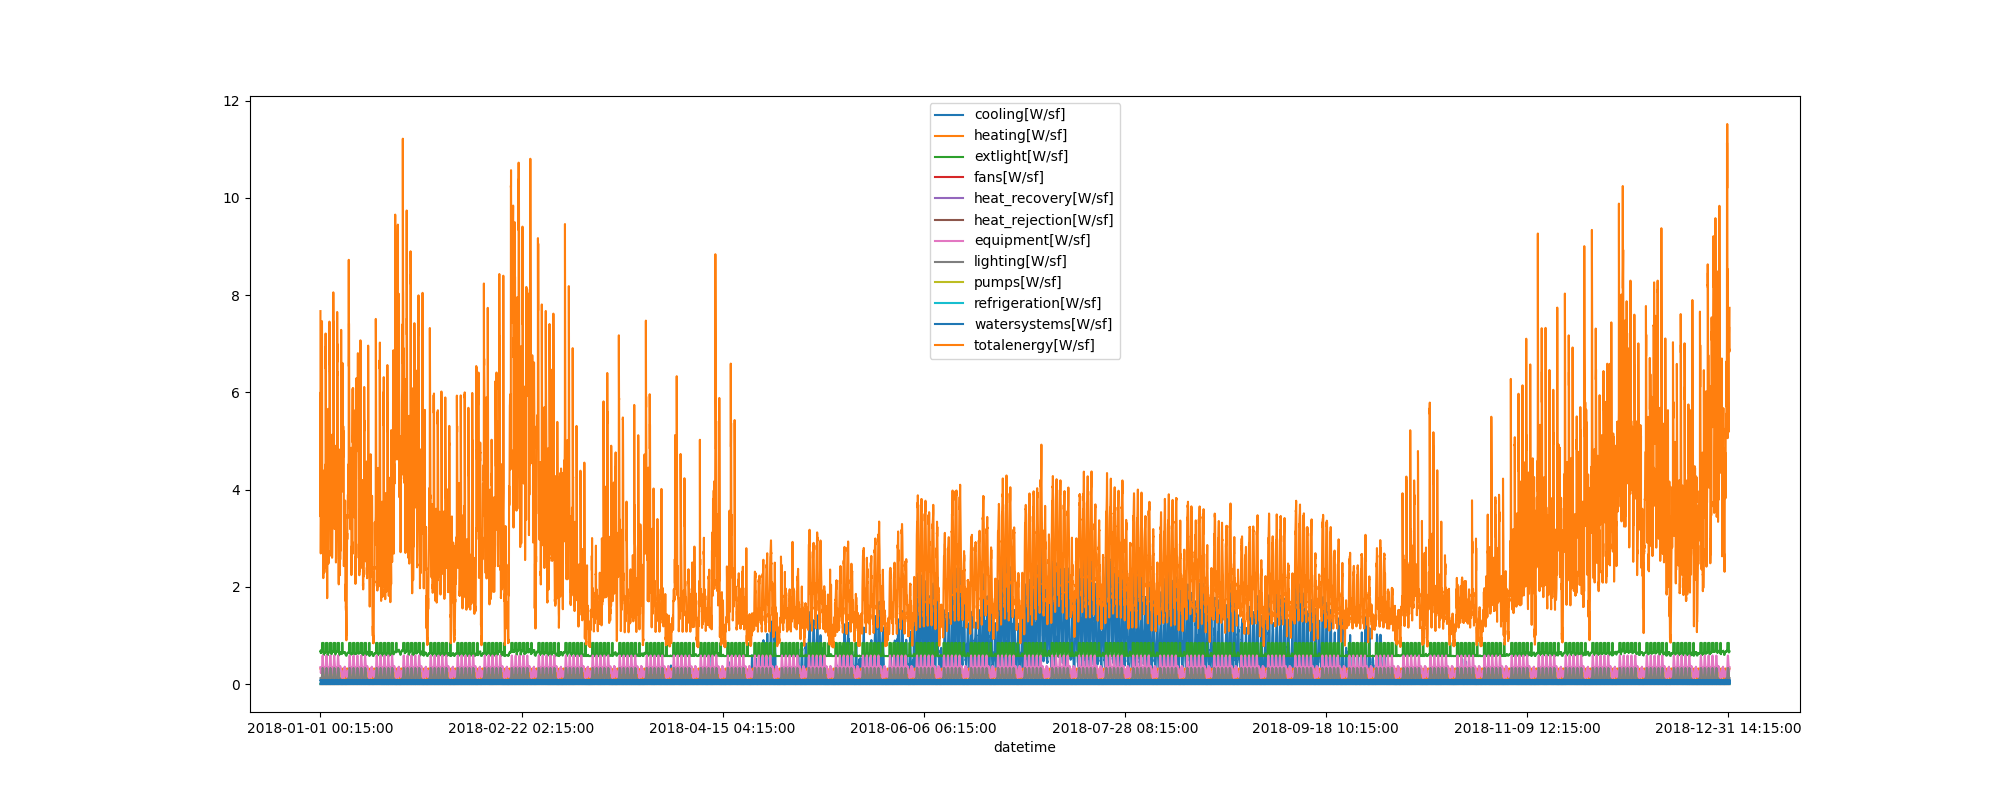 12
10
8
6
4
2
0
cooling[W/sf]
heating[W/sf]
extlight[W/sf]
fans[W/sf]
heat_recovery[W/sf]
heat_rejection[W/sf]
equipment[W/sf]
lighting[W/sf]
pumps[W/sf]
refrigeration[W/sf]
watersystems[W/sf]
totalenergy[W/sf]
2018-01-01 00:15:00 2018-02-22 02:15:00 2018-04-15 04:15:00 2018-06-06 06:15:00 2018-07-28 08:15:00 2018-09-18 10:15:00 2018-11-09 12:15:00 2018-12-31 14:15:00
datetime